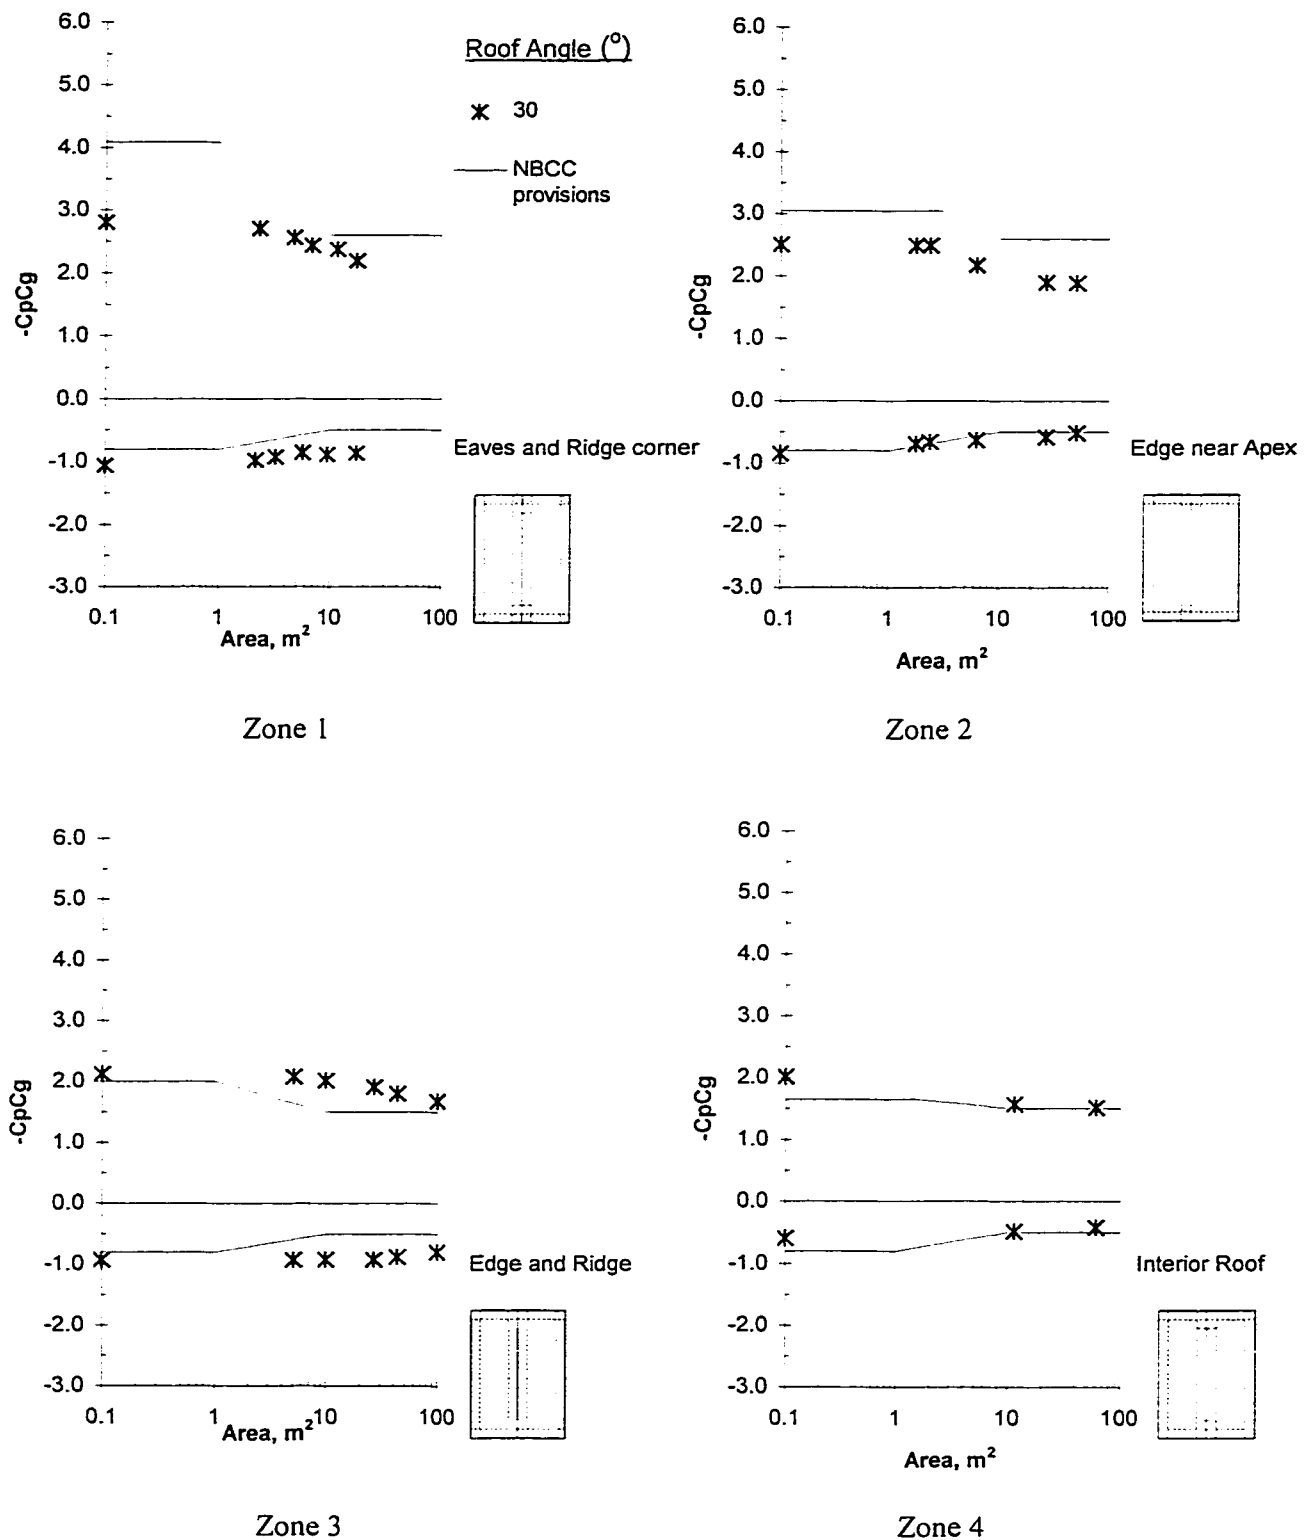 6.0
5.0
4.0
3.0
2.0
1.0
0.0
-1.0
-2.0
-3.0
-CpCg
0.1 1 10 100
Area, m²
Roof Angle (°)
30
NBCC
provisions
Eaves and Ridge corner
Zone 1
6.0
5.0
4.0
3.0
2.0
1.0
0.0
-1.0
-2.0
-3.0
-CpCg
0.1 1 10 100
Area, m²
Edge near Apex
Zone 2
6.0
5.0
4.0
3.0
2.0
1.0
0.0
-1.0
-2.0
-3.0
-CpCg
0.1 1 10 100
Area, m²
Edge and Ridge
Zone 3
6.0
5.0
4.0
3.0
2.0
1.0
0.0
-1.0
-2.0
-3.0
-CpCg
0.1 1 10 100
Area, m²
Interior Roof
Zone 4